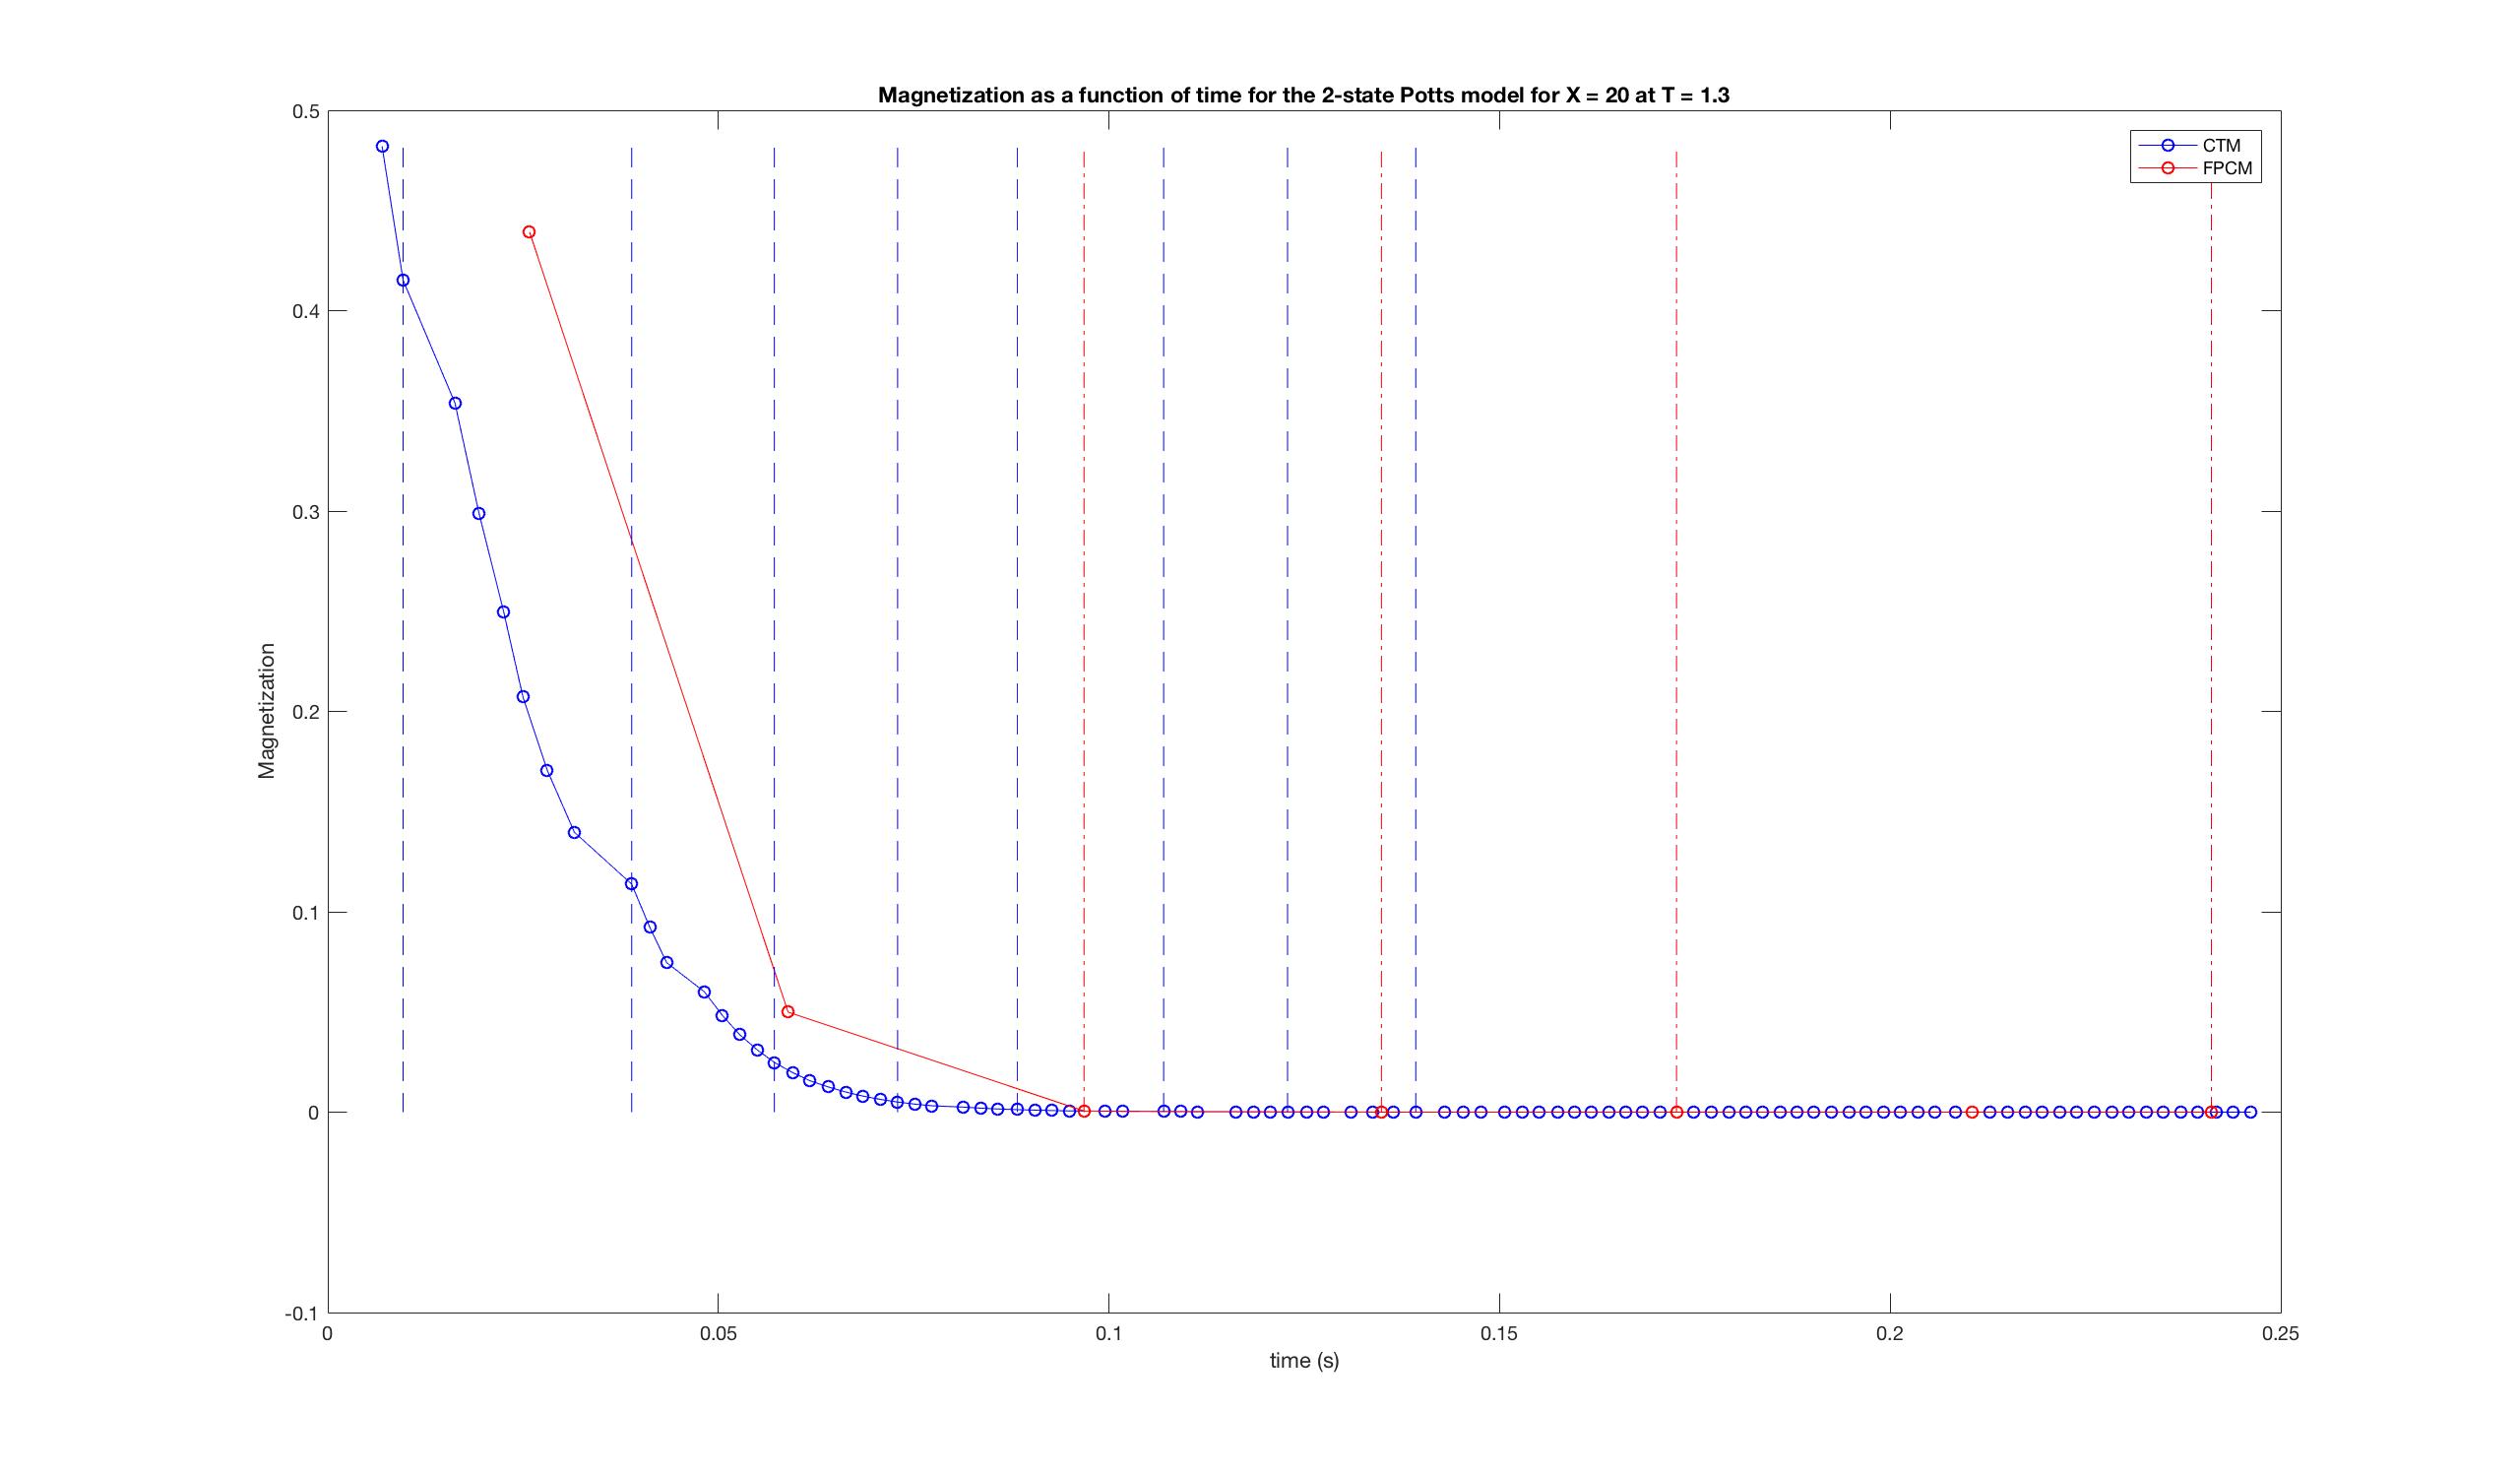 Magnetization as a function of time for the 2-state Potts model for X = 20 at T = 1.3
CTM
FPCM
0.5
0.4
0.3
0.2
0.1
0
-0.1
Magnetization
0
0.05
0.1
0.15
0.2
0.25
time (s)